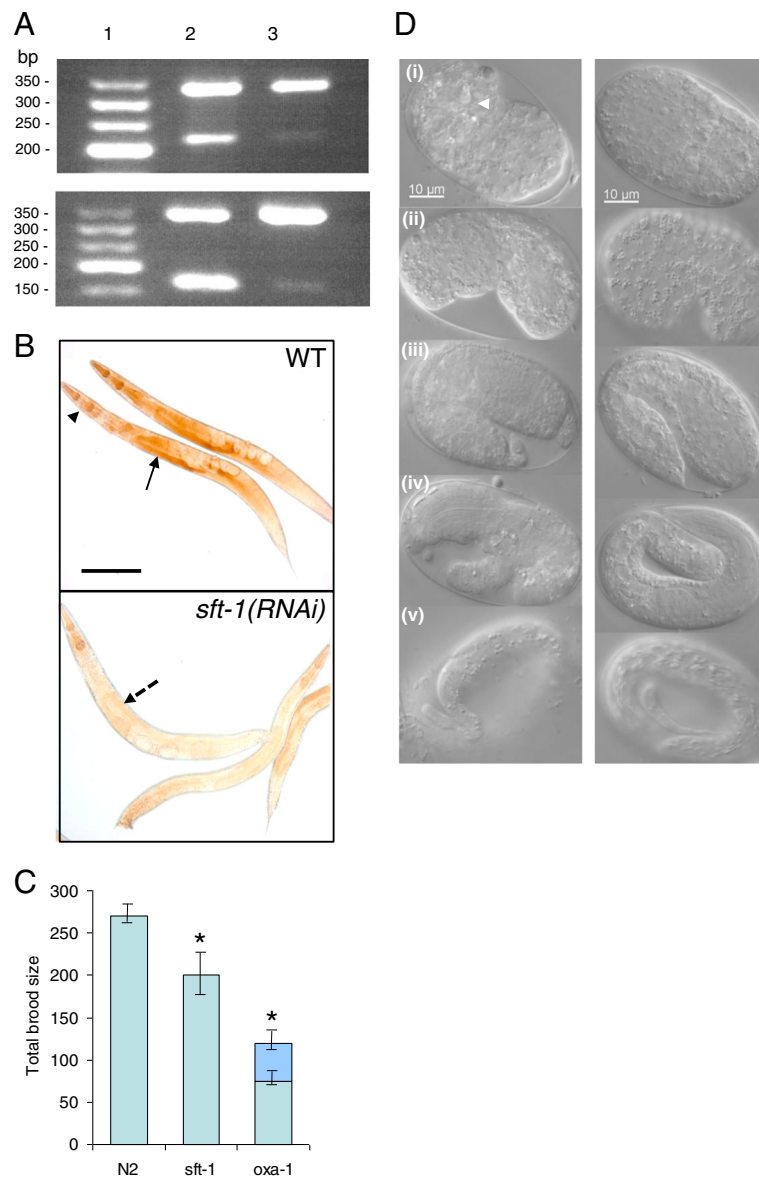 A
1 2 3
bp
350 -
300 -
250 -
200 -
350 -
300 -
250 -
200 -
150 -
B
WT
sft-1(RNAi)
C
Total brood size
300
250
200
150
100
50
0
*
*
N2 sft-1 oxa-1
D
(i)
10 µm
10 µm
(ii)
(iii)
(iv)
(v)